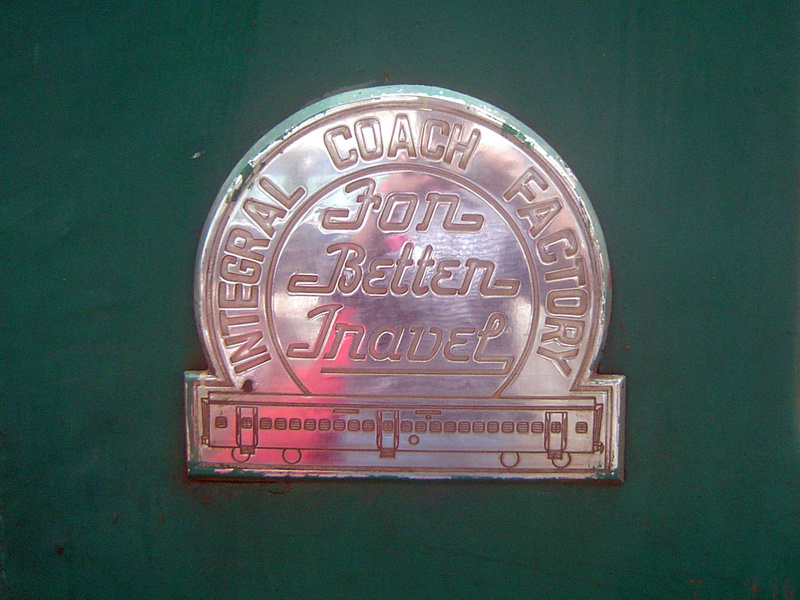 INTEGRAL COACH FACTORY
For
Better
Travel